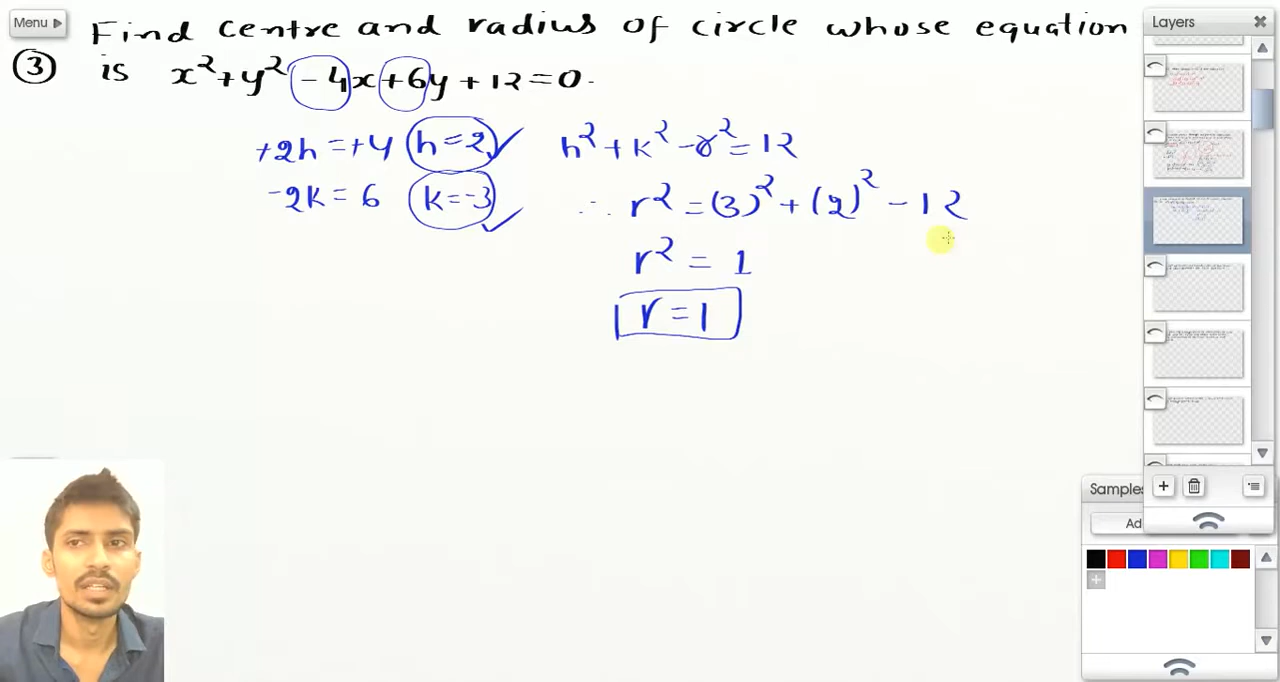 Menu
Find centre and radius of circle whose equation
③ is x²+y²-4x+6y+12=0.
+2h=+4 h=2 ✓
-2k=6 k=-3 ✓
h²+k²-r²=12
∴ r²=(3)²+(2)²-12
r²=1
r=1
Layers
Samples
Ad